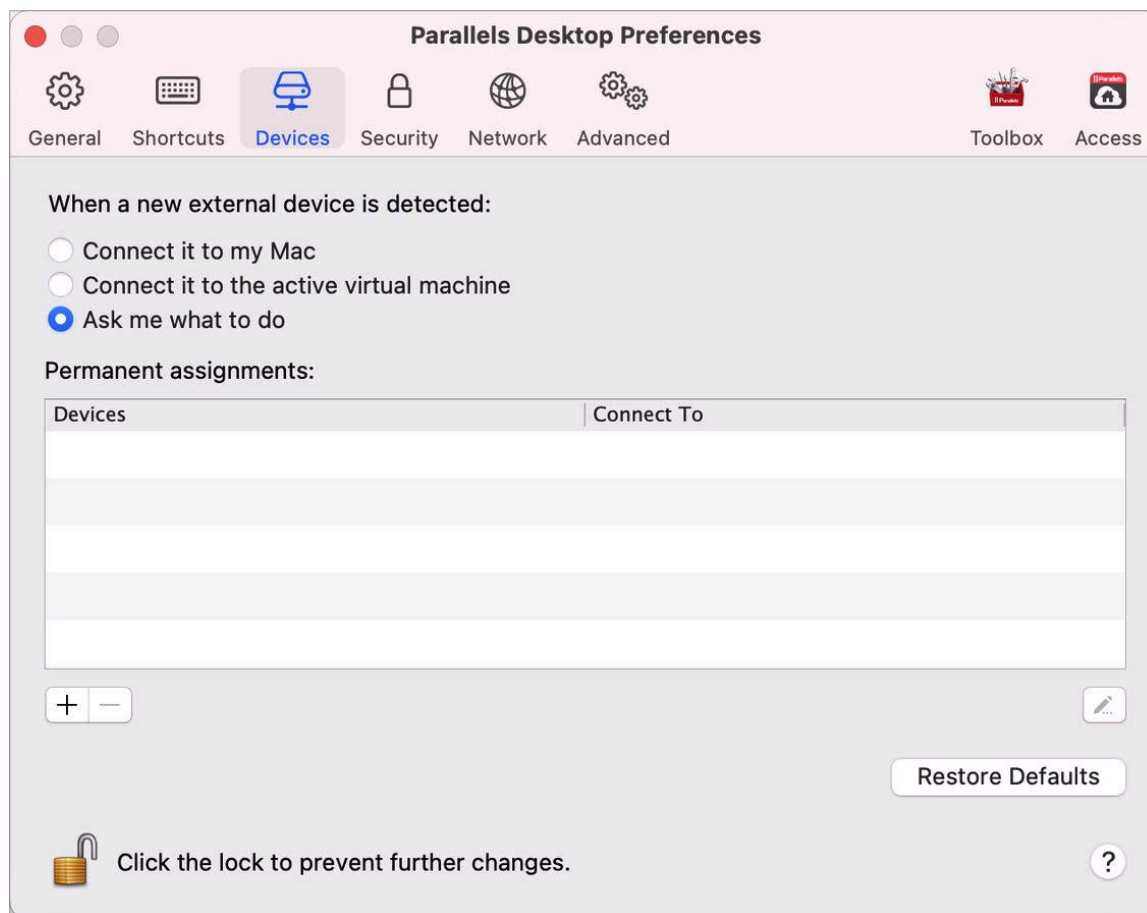 Parallels Desktop Preferences
General Shortcuts Devices Security Network Advanced Toolbox Access
When a new external device is detected:
Connect it to my Mac
Connect it to the active virtual machine
Ask me what to do
Permanent assignments:
Devices Connect To
Restore Defaults
Click the lock to prevent further changes.
?